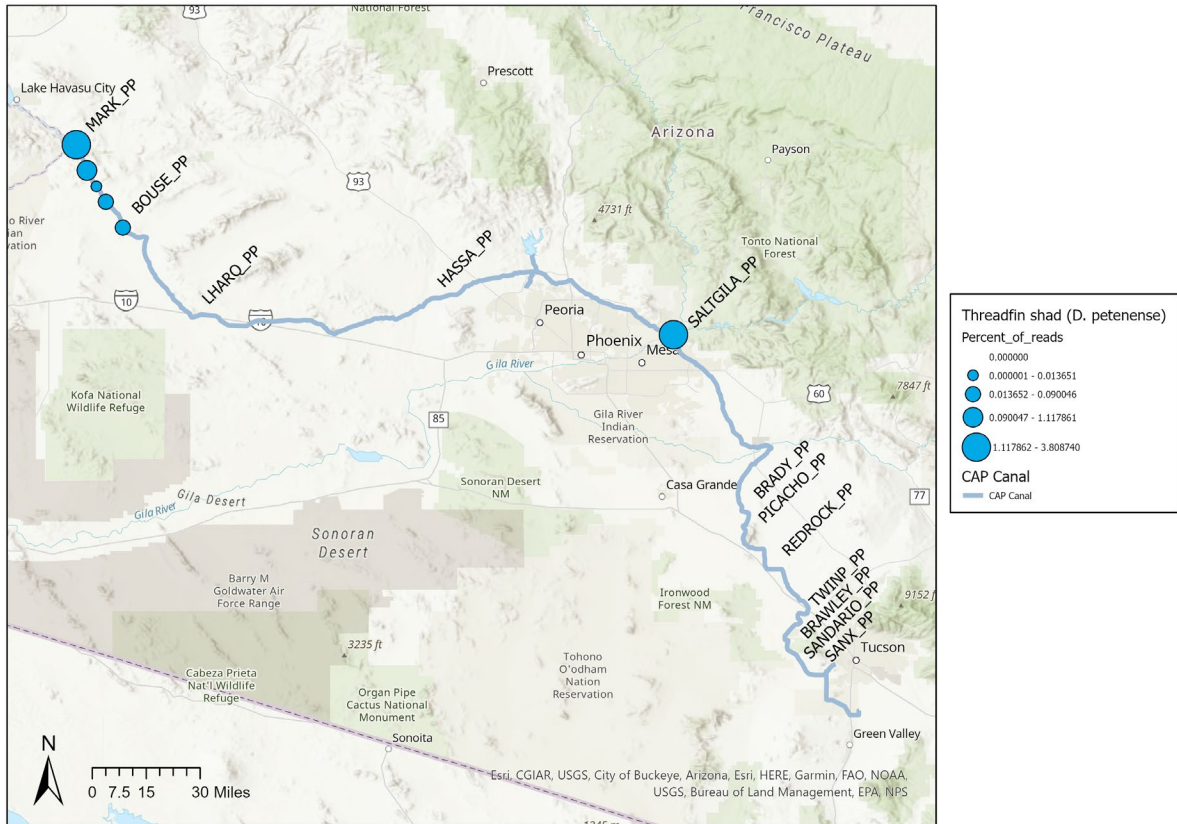 National Forest
Francisco Plateau
93
Prescott
Lake Havasu City
MARK_PP
Arizona
Payson
93
BOUSE_PP
4731 ft
Tonto National
Forest
LHARQ_PP
HASSA_PP
SALTGILA_PP
10
10
Peoria
Phoenix
Mesa
Gila River
Kofa National
Wildlife Refuge
60
7847 ft
85
Gila River
Indian
Reservation
BRADY_PP
PICACHO_PP
Sonoran Desert
NM
Casa Grande
REDROCK_PP
77
Gila Desert
Gila River
Sonoran
Desert
Barry M
Goldwater Air
Force Range
Ironwood
Forest NM
TWINP_PP
BRAWLEY_PP
SANDARIO_PP
SANX_PP
9152 ft
3235 ft
Tucson
Cabeza Prieta
Nat'l Wildlife
Refuge
Tohono
O'odham
Nation
Reservation
Organ Pipe
Cactus National
Monument
Sonoita
Green Valley
N
0 7.5 15 30 Miles
Esri, CGIAR, USGS, City of Buckeye, Arizona, Esri, HERE, Garmin, FAO, NOAA,
USGS, Bureau of Land Management, EPA, NPS
Threadfin shad (D. petenense)
Percent_of_reads
0.000000
0.000001 - 0.013651
0.013652 - 0.090046
0.090047 - 1.117861
1.117862 - 3.808740
CAP Canal
CAP Canal